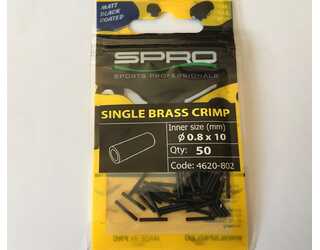 MATT
BLACK
COATED
SPRO
SPORTS PROFESSIONALS
SINGLE BRASS CRIMP
Inner size (mm)
Ø 0.8 x 10
Qty: 50
Code: 4620-802